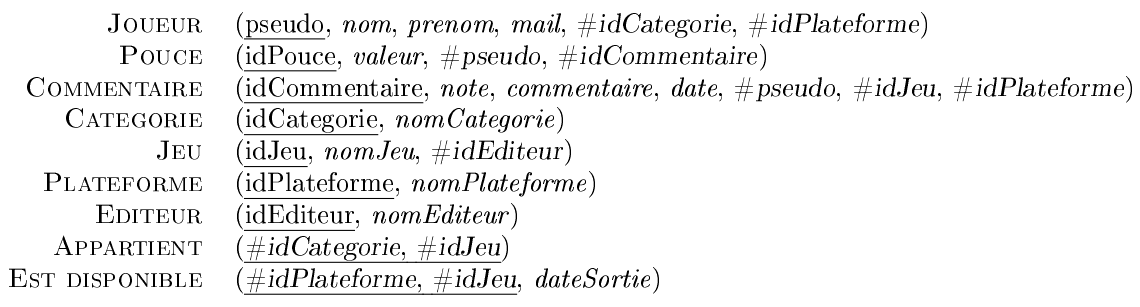 JOUEUR (pseudo, nom, prenom, mail, #idCategorie, #idPlateforme)
POUCE (idPouce, valeur, #pseudo, #idCommentaire)
COMMENTAIRE (idCommentaire, note, commentaire, date, #pseudo, #idJeu, #idPlateforme)
CATEGORIE (idCategorie, nomCategorie)
JEU (idJeu, nomJeu, #idEditeur)
PLATEFORME (idPlateforme, nomPlateforme)
EDITEUR (idEditeur, nomEditeur)
APPARTIENT (#idCategorie, #idJeu)
EST DISPONIBLE (#idPlateforme, #idJeu, dateSortie)